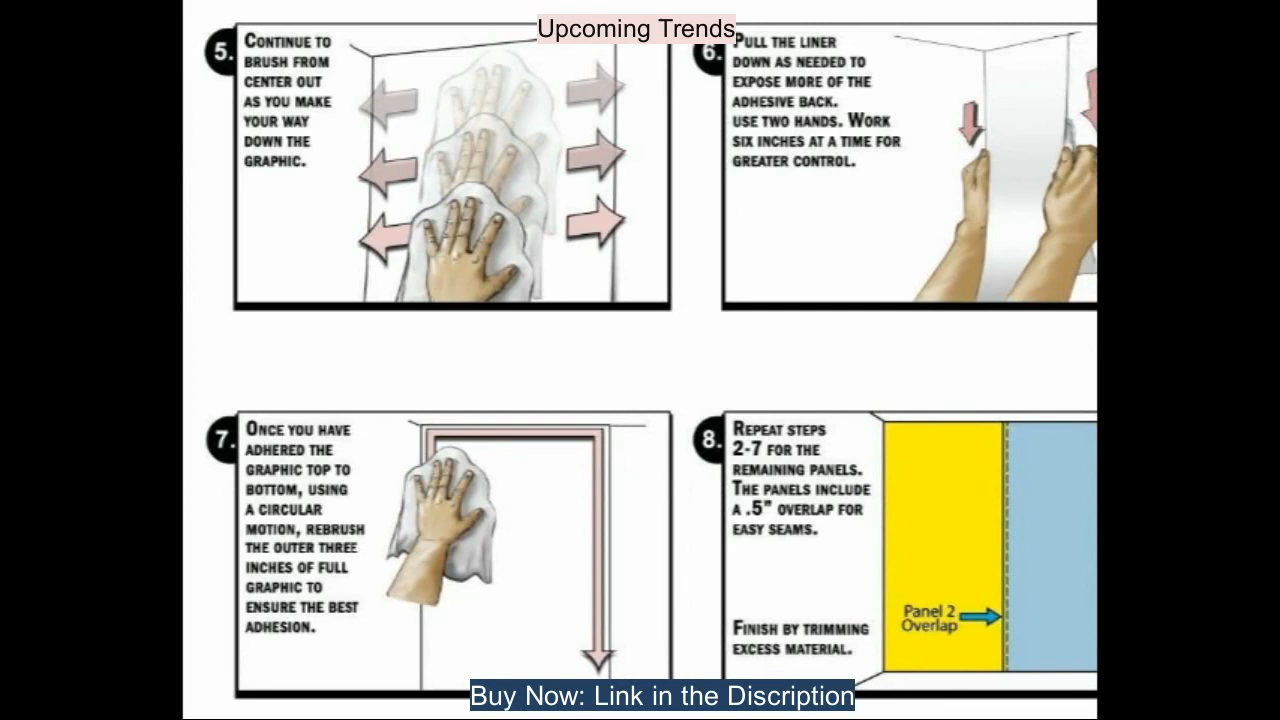 Upcoming Trends
5.
Continue to
brush from
center out
as you make
your way
down the
graphic.
6.
Pull the liner
down as needed to
expose more of the
adhesive back.
Use two hands. Work
six inches at a time for
greater control.
7.
Once you have
adhered the
graphic top to
bottom, using
a circular
motion, rebrush
the outer three
inches of full
graphic to
ensure the best
adhesion.
8.
Repeat steps
2-7 for the
remaining panels.
The panels include
a .5" overlap for
easy seams.
Panel 2
Overlap
Finish by trimming
excess material.
Buy Now: Link in the Discription